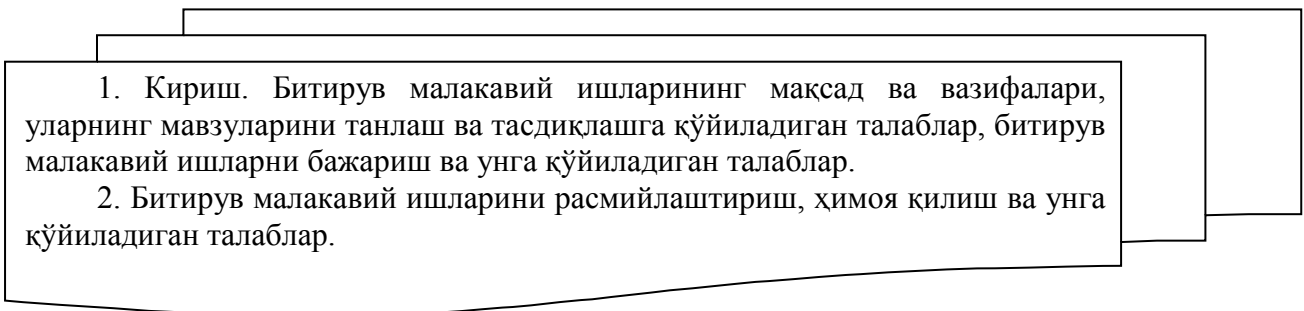 1. Кириш. Битирув малакавий ишларининг мақсад ва вазифалари,
уларнинг мавзуларини танлаш ва тасдиқлашга қўйиладиган талаблар, битирув
малакавий ишларни бажариш ва унга қўйиладиган талаблар.
2. Битирув малакавий ишларини расмийлаштириш, ҳимоя қилиш ва унга
қўйиладиган талаблар.